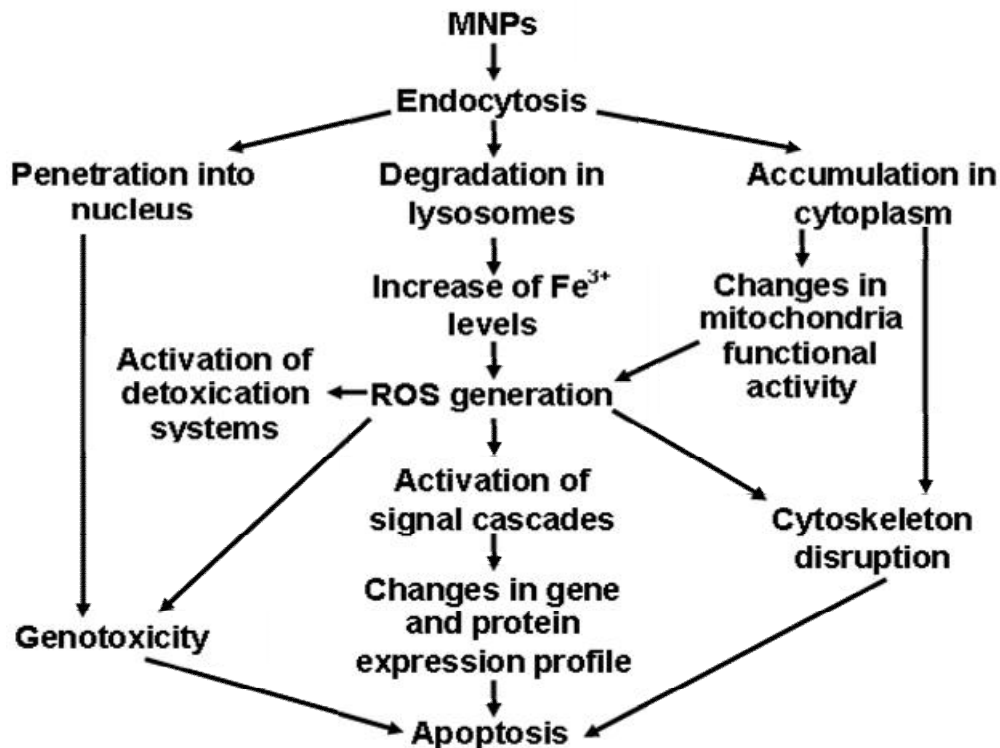 MNPs
Endocytosis
Penetration into
nucleus
Degradation in
lysosomes
Accumulation in
cytoplasm
Increase of Fe³⁺
levels
Changes in
mitochondria
functional
activity
Activation of
detoxication
systems
ROS generation
Activation of
signal cascades
Cytoskeleton
disruption
Changes in gene
and protein
expression profile
Genotoxicity
Apoptosis